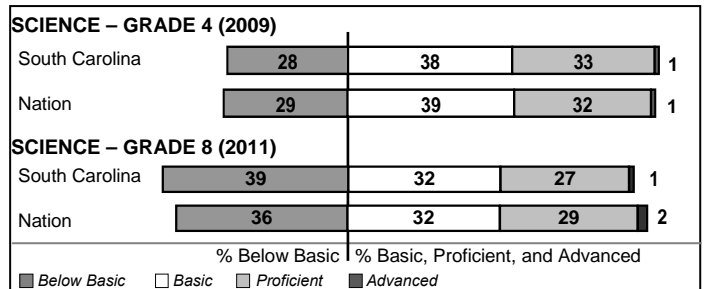 SCIENCE – GRADE 4 (2009)
South Carolina 28 38 33 1
Nation 29 39 32 1
SCIENCE – GRADE 8 (2011)
South Carolina 39 32 27 1
Nation 36 32 29 2
% Below Basic % Basic, Proficient, and Advanced
Below Basic Basic Proficient Advanced